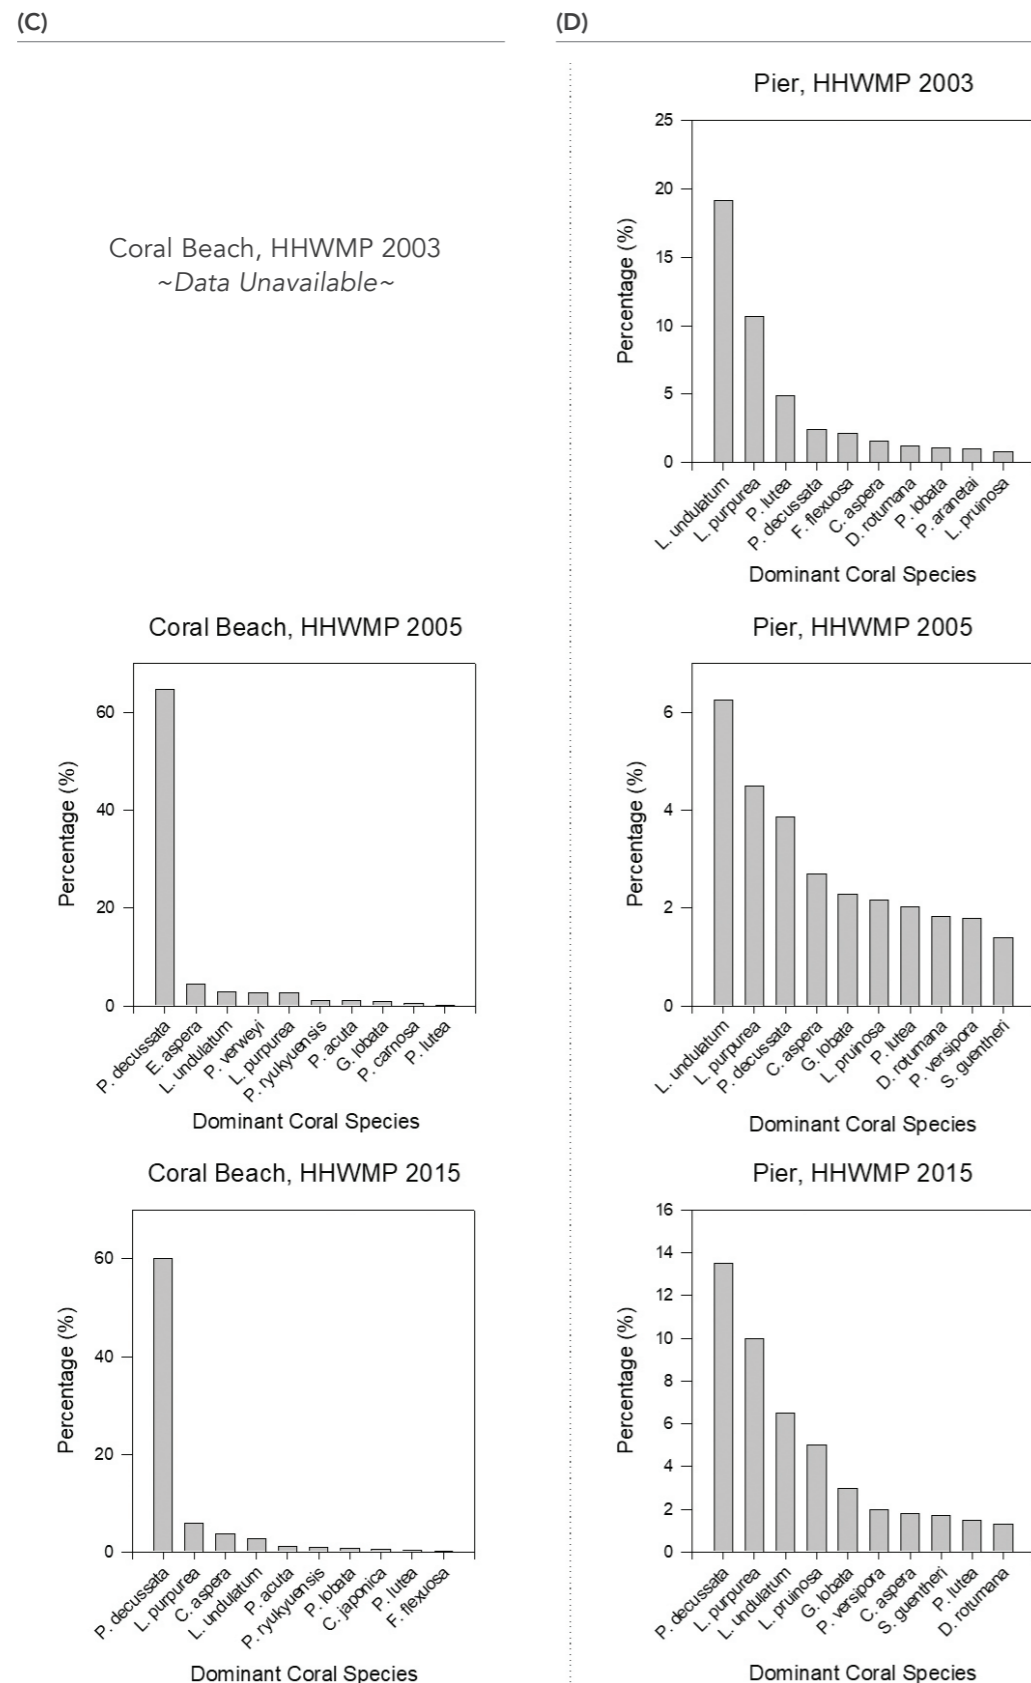 (C)
Coral Beach, HHWMP 2003
~Data Unavailable~
Coral Beach, HHWMP 2005
Percentage (%)
60
40
20
0
P. decussata
E. aspera
L. undulatum
P. verweyi
L. purpurea
P. ryukyuensis
P. acuta
G. lobata
P. carnosa
P. lutea
Dominant Coral Species
Coral Beach, HHWMP 2015
Percentage (%)
60
40
20
0
P. decussata
L. purpurea
C. aspera
L. undulatum
P. acuta
P. ryukyuensis
P. lobata
C. japonica
P. lutea
F. flexuosa
Dominant Coral Species
(D)
Pier, HHWMP 2003
Percentage (%)
25
20
15
10
5
0
L. undulatum
L. purpurea
P. lutea
P. decussata
F. flexuosa
C. aspera
D. rotumana
P. lobata
P. aranetai
L. pruinosa
Dominant Coral Species
Pier, HHWMP 2005
Percentage (%)
6
4
2
0
L. undulatum
L. purpurea
P. decussata
C. aspera
G. lobata
L. pruinosa
P. lutea
D. rotumana
P. versipora
S. guentheri
Dominant Coral Species
Pier, HHWMP 2015
Percentage (%)
16
14
12
10
8
6
4
2
0
P. decussata
L. purpurea
L. undulatum
L. pruinosa
G. lobata
P. versipora
C. aspera
S. guentheri
P. lutea
D. rotumana
Dominant Coral Species